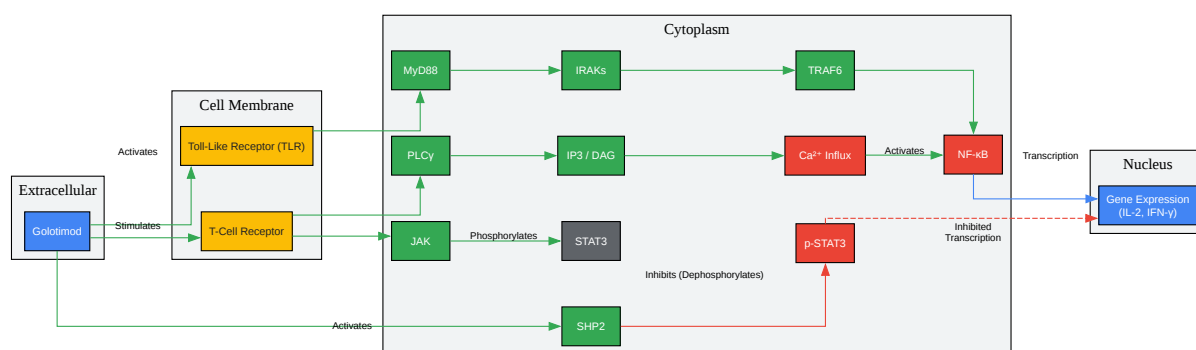 Cytoplasm
MyD88
IRAKs
TRAF6
Cell Membrane
Toll-Like Receptor (TLR)
Activates
PLCγ
IP3 / DAG
Ca²⁺ Influx
Activates
NF-κB
Transcription
Nucleus
Extracellular
Golotimod
Stimulates
T-Cell Receptor
JAK
Phosphorylates
STAT3
p-STAT3
Gene Expression
(IL-2, IFN-γ)
Inhibited
Transcription
Inhibits (Dephosphorylates)
Activates
SHP2